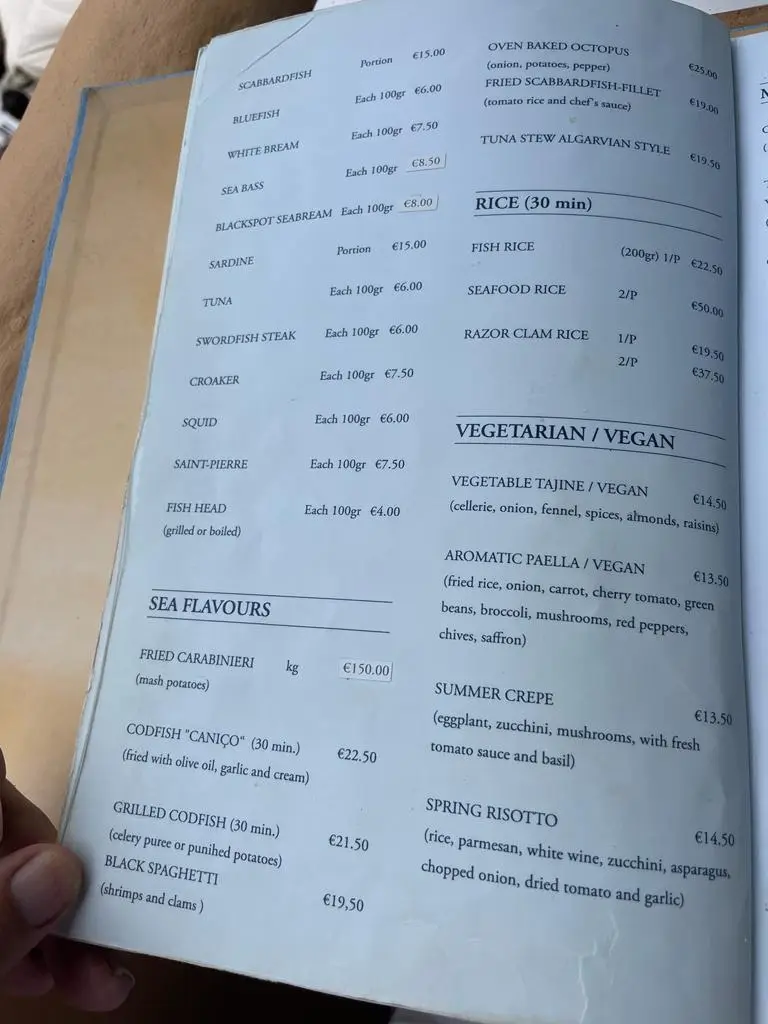 SCABBARDFISH Portion €15.00
BLUEFISH Each 100gr €6.00
WHITE BREAM Each 100gr €7.50
SEA BASS Each 100gr €8.50
BLACKSPOT SEABREAM Each 100gr €8.00
SARDINE Portion €15.00
TUNA Each 100gr €6.00
SWORDFISH STEAK Each 100gr €6.00
CROAKER Each 100gr €7.50
SQUID Each 100gr €6.00
SAINT-PIERRE Each 100gr €7.50
FISH HEAD Each 100gr €4.00
(grilled or boiled)
SEA FLAVOURS
FRIED CARABINIERI kg €150.00
(mash potatoes)
CODFISH "CANIÇO" (30 min.) €22.50
(fried with olive oil, garlic and cream)
GRILLED CODFISH (30 min.) €21.50
(celery puree or punihed potatoes)
BLACK SPAGHETTI €19,50
(shrimps and clams )
OVEN BAKED OCTOPUS €25.00
(onion, potatoes, pepper)
FRIED SCABBARDFISH-FILLET €19.00
(tomato rice and chef's sauce)
TUNA STEW ALGARVIAN STYLE €19.50
RICE (30 min)
FISH RICE (200gr) 1/P €22.50
SEAFOOD RICE 2/P €50.00
RAZOR CLAM RICE 1/P €19.50
2/P €37.50
VEGETARIAN / VEGAN
VEGETABLE TAJINE / VEGAN €14.50
(cellerie, onion, fennel, spices, almonds, raisins)
AROMATIC PAELLA / VEGAN €13.50
(fried rice, onion, carrot, cherry tomato, green
beans, broccoli, mushrooms, red peppers,
chives, saffron)
SUMMER CREPE €13.50
(eggplant, zucchini, mushrooms, with fresh
tomato sauce and basil)
SPRING RISOTTO €14.50
(rice, parmesan, white wine, zucchini, asparagus,
chopped onion, dried tomato and garlic)